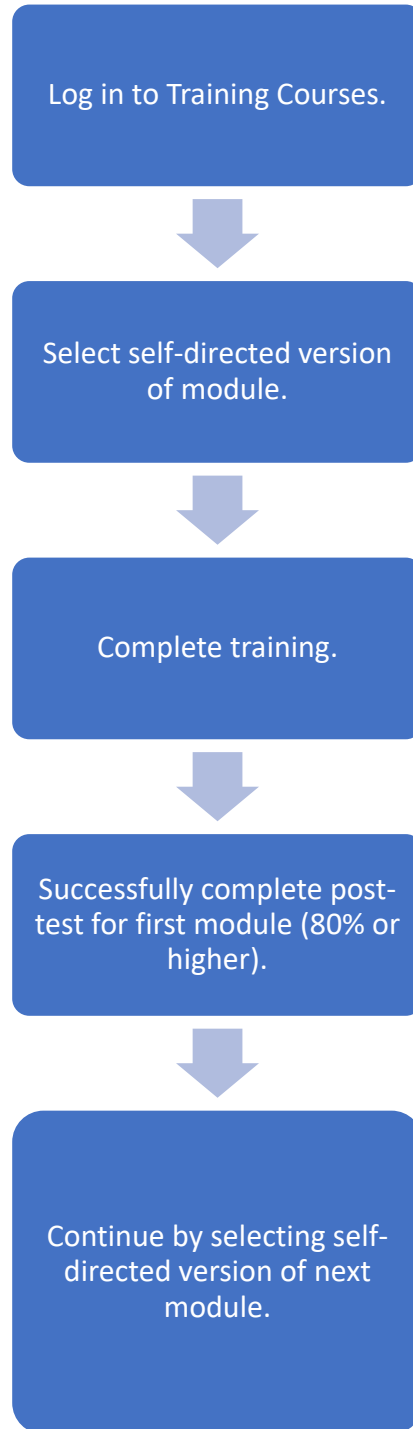 Log in to Training Courses.
Select self-directed version
of module.
Complete training.
Successfully complete post-
test for first module (80% or
higher).
Continue by selecting self-
directed version of next
module.